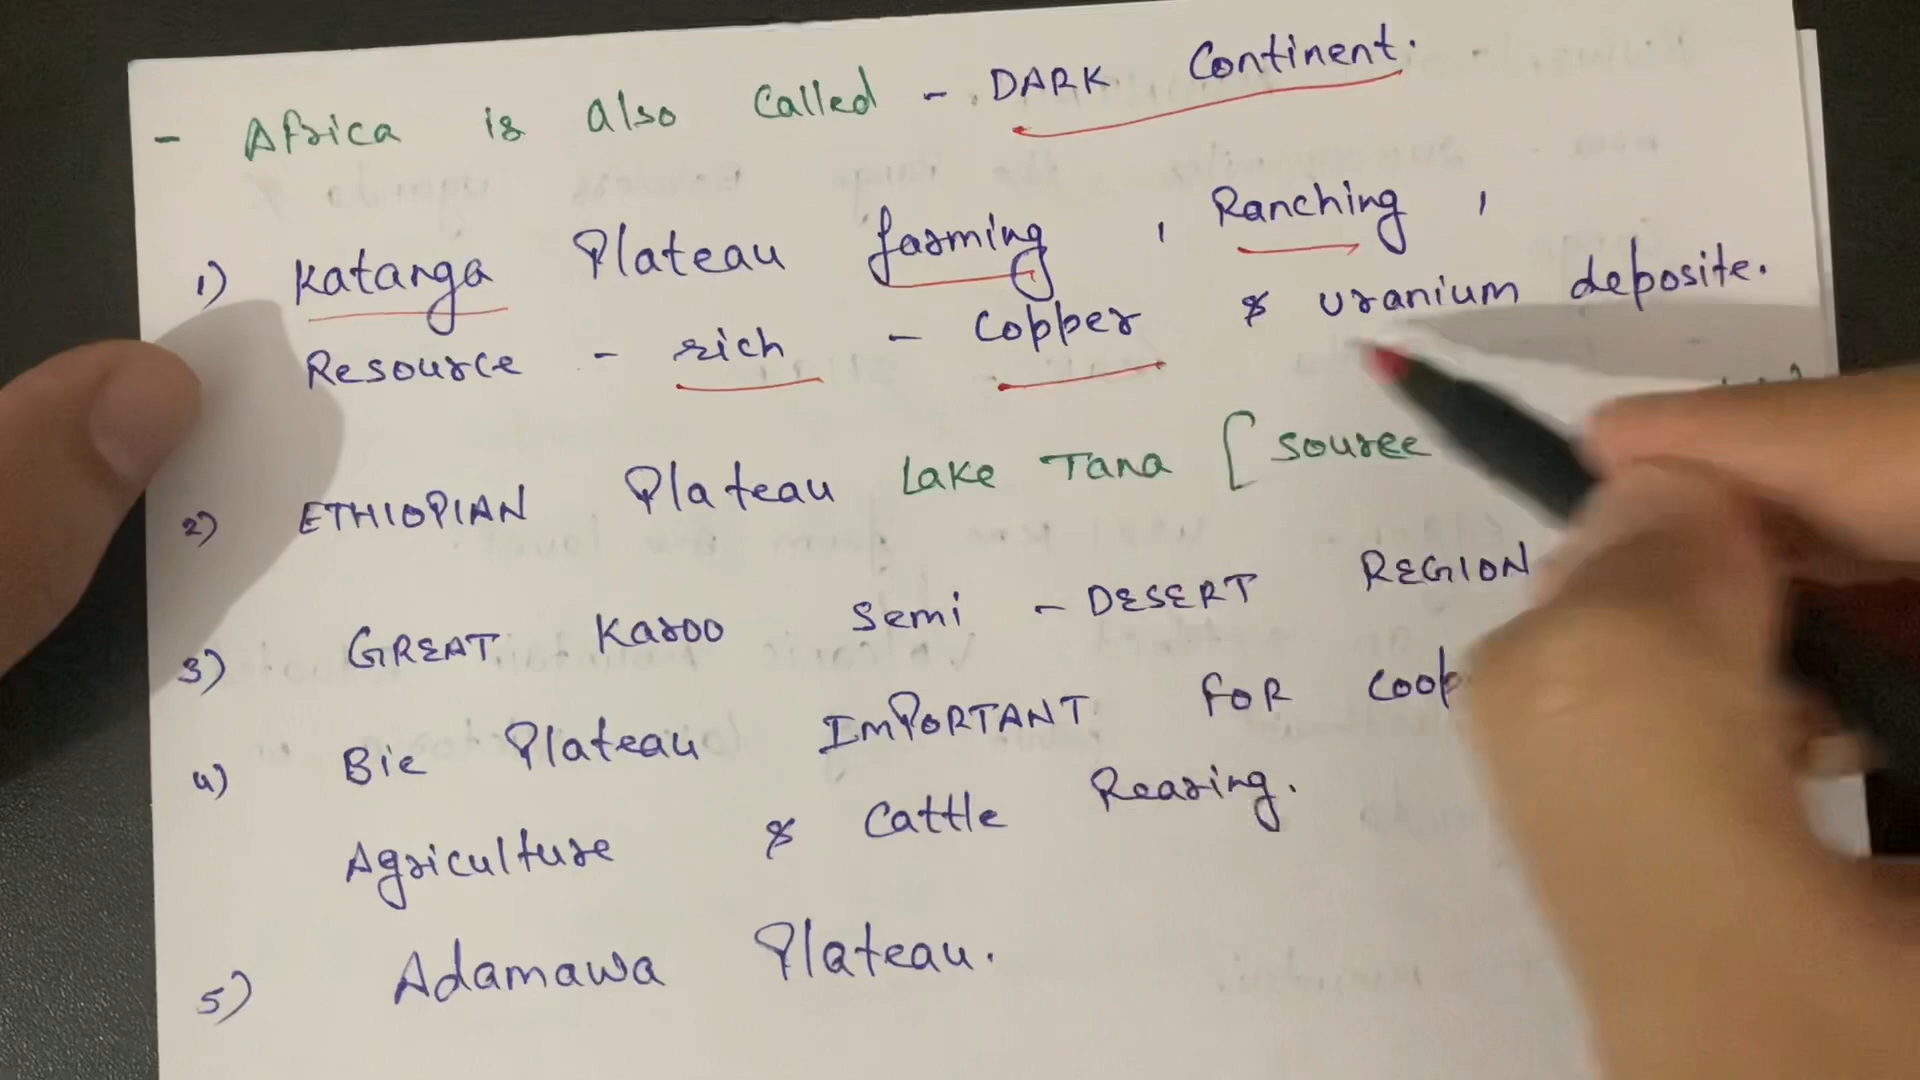 - Africa is also called - DARK Continent.
1) Katanga Plateau farming, Ranching,
Resource - rich - Copper & uranium deposite.
2) ETHIOPIAN Plateau Lake Tana [source
3) GREAT Karoo Semi - DESERT REGION
4) Bie Plateau IMPORTANT FOR
Agriculture & Cattle Rearing.
5) Adamawa Plateau.